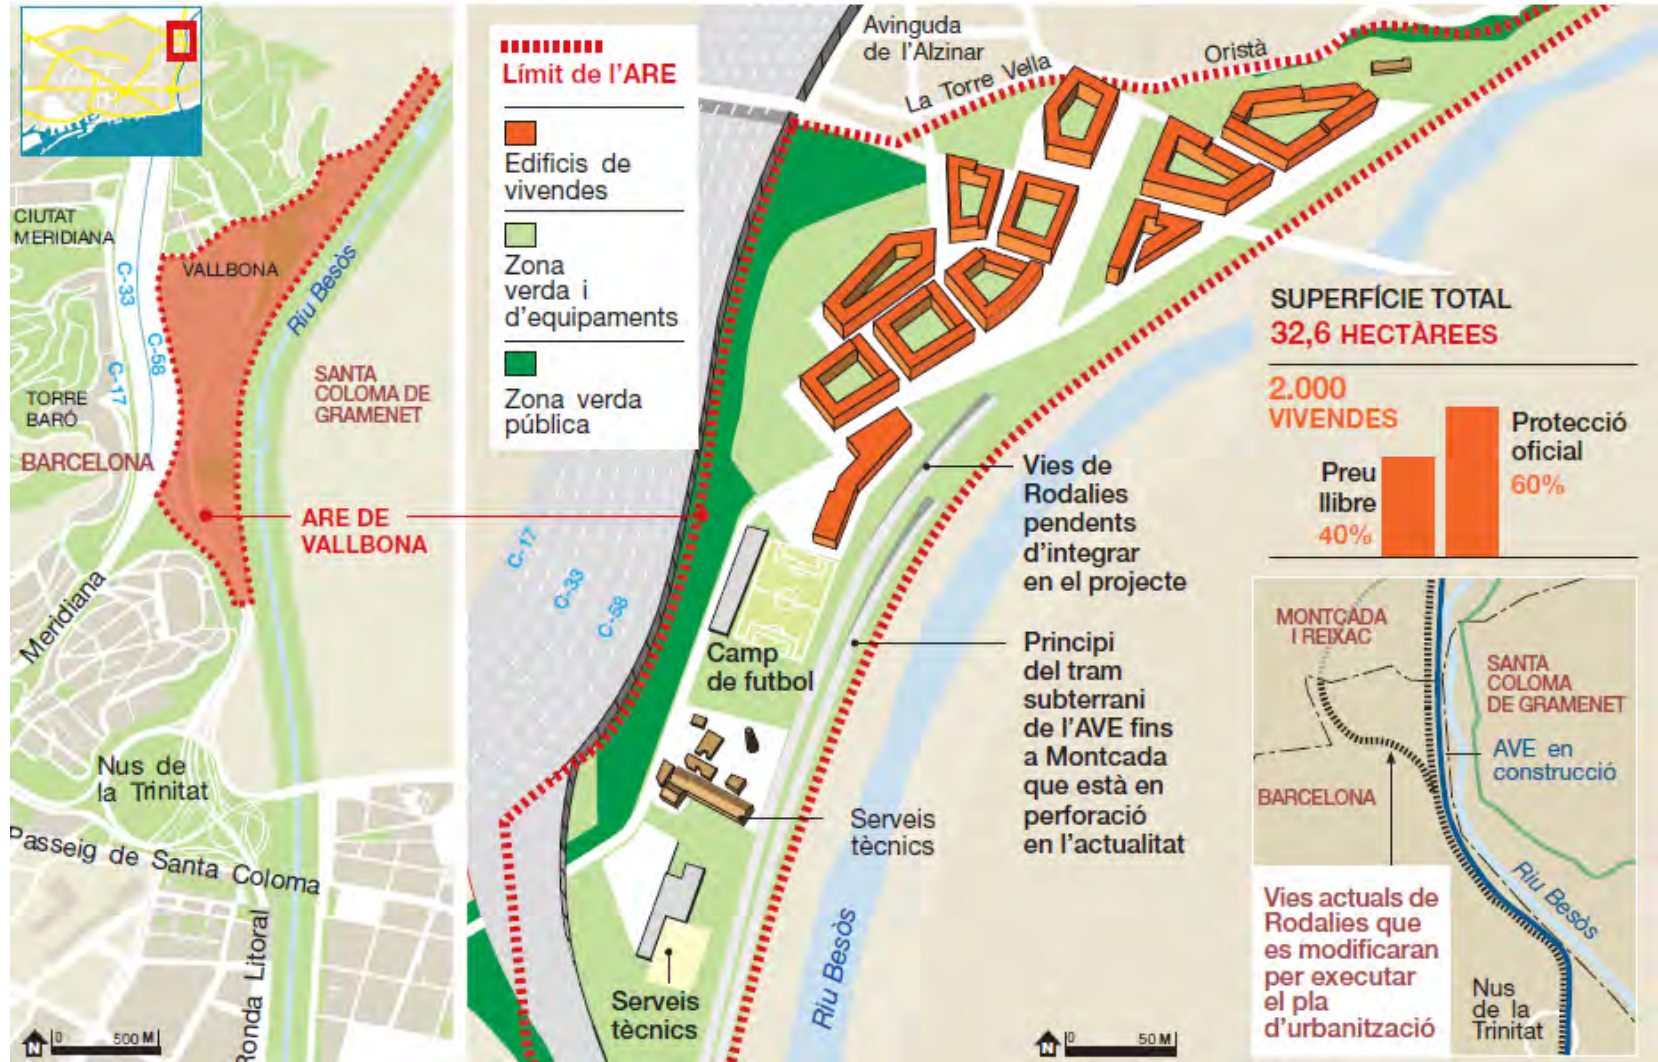 CIUTAT
MERIDIANA
C-33
C-58
C-17
VALLBONA
Riu Besòs
TORRE
BARÓ
BARCELONA
SANTA
COLOMA DE
GRAMENET
ARE DE
VALLBONA
Meridiana
Nus de
la Trinitat
Passeig de Santa Coloma
Ronda Litoral
N
0 500 M
Límit de l'ARE
Edificis de
vivendes
Zona
verda i
d'equipaments
Zona verda
pública
Avinguda
de l'Alzinar
La Torre Vella
Oristà
C-17
C-33
C-58
Camp
de futbol
Serveis
tècnics
Serveis
tècnics
Riu Besòs
Vies de
Rodalies
pendents
d'integrar
en el projecte
Principi
del tram
subterrani
de l'AVE fins
a Montcada
que està en
perforació
en l'actualitat
N
0 50 M
SUPERFÍCIE TOTAL
32,6 HECTÀREES
2.000
VIVENDES
Preu
llibre
40%
Protecció
oficial
60%
MONTCADA
I REIXAC
SANTA
COLOMA
DE GRAMENET
AVE en
construcció
BARCELONA
Riu Besòs
Vies actuals de
Rodalies que
es modificaran
per executar
el pla
d'urbanització
Nus
de la
Trinitat